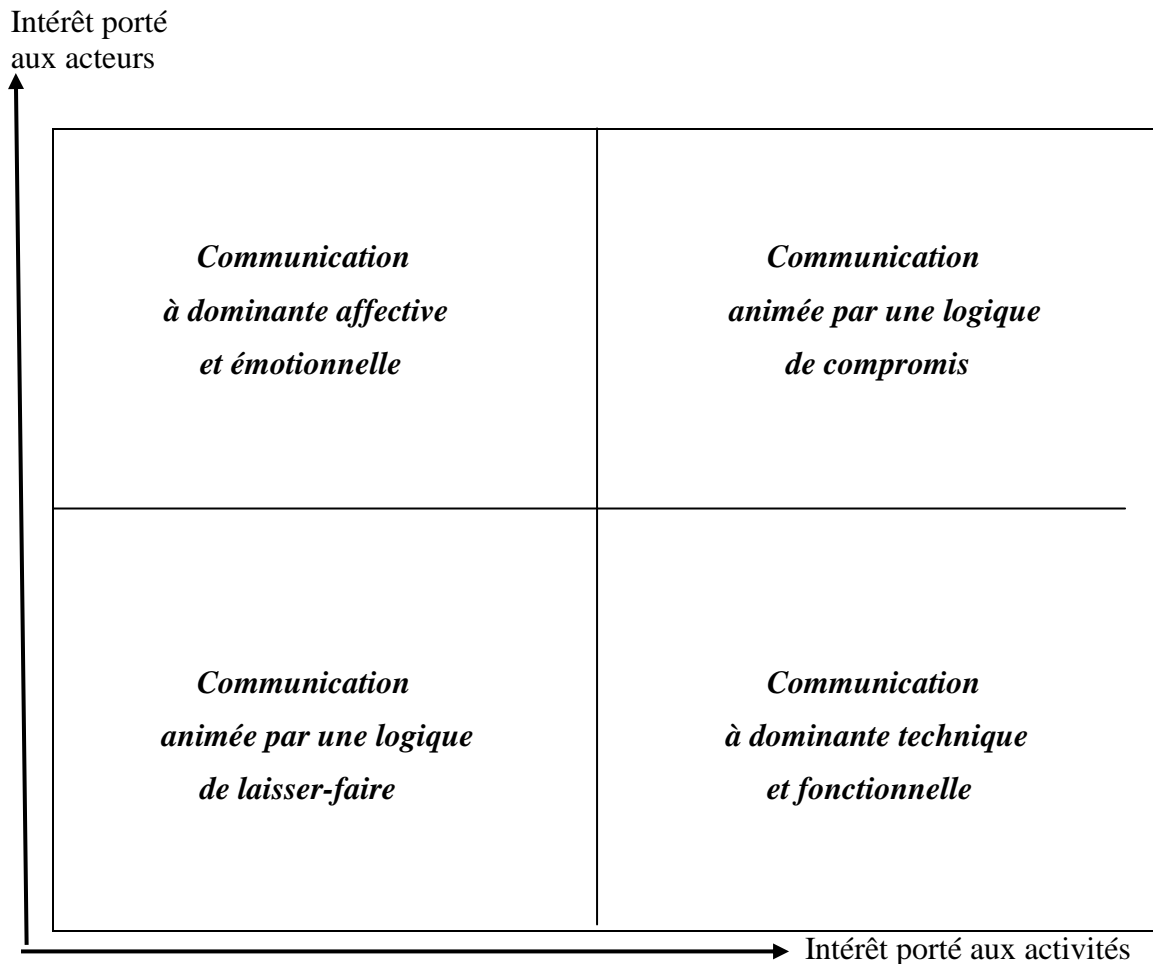 Intérêt porté
aux acteurs
Communication
à dominante affective
et émotionnelle
Communication
animée par une logique
de compromis
Communication
animée par une logique
de laisser-faire
Communication
à dominante technique
et fonctionnelle
Intérêt porté aux activités